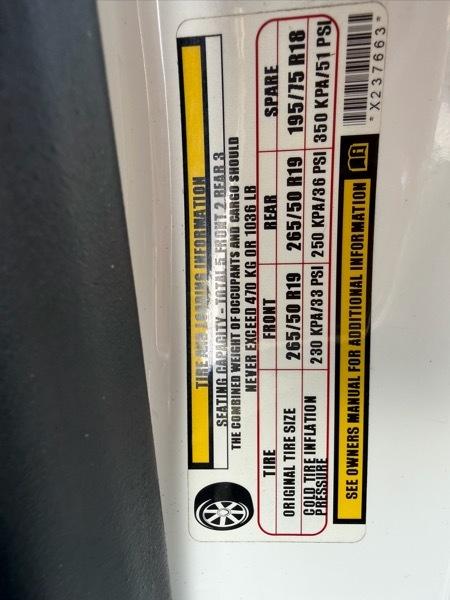 TIRE AND LOADING INFORMATION
SEATING CAPACITY - TOTAL 5 FRONT 2 REAR 3
THE COMBINED WEIGHT OF OCCUPANTS AND CARGO SHOULD
NEVER EXCEED 470 KG OR 1036 LB
TIRE FRONT REAR SPARE
ORIGINAL TIRE SIZE 265/50 R19 265/50 R19 195/75 R18
COLD TIRE INFLATION PRESSURE 230 KPA/33 PSI 250 KPA/36 PSI 350 KPA/51 PSI
SEE OWNERS MANUAL FOR ADDITIONAL INFORMATION
*X237663*